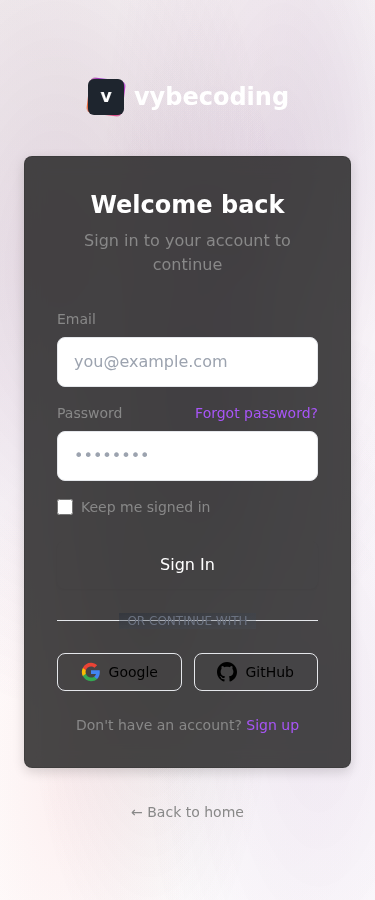 v vybecoding
Welcome back
Sign in to your account to
continue
Email
you@example.com
Password Forgot password?
••••••••
Keep me signed in
Sign In
OR CONTINUE WITH
Google GitHub
Don't have an account? Sign up
← Back to home